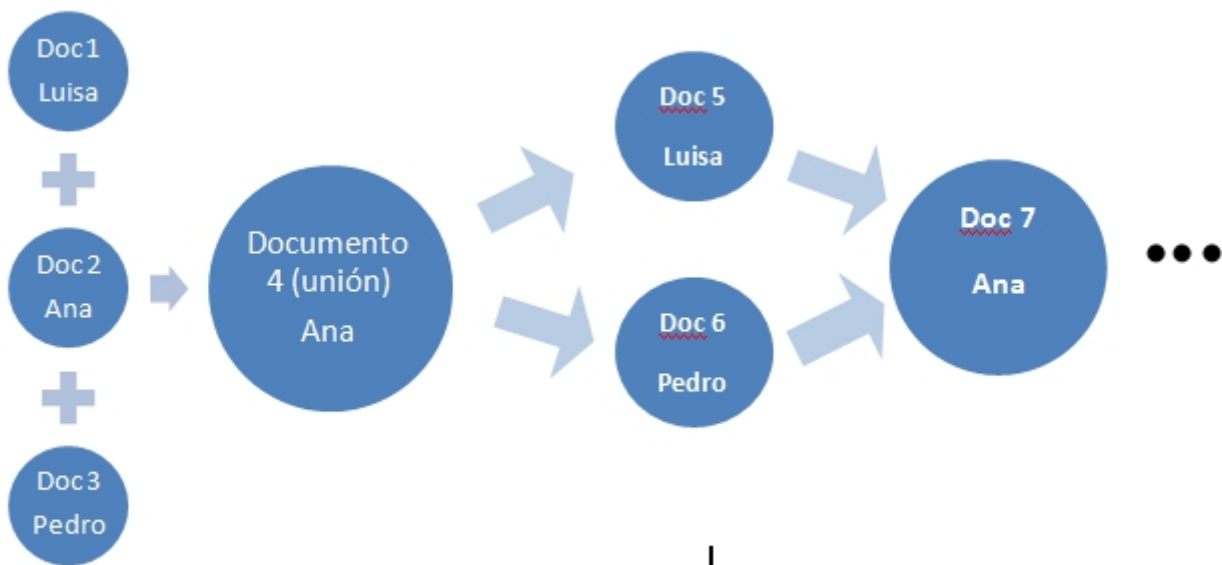 Doc1
Luisa
Doc2
Ana
Doc3
Pedro
Documento
4 (unión)
Ana
Doc 5
Luisa
Doc 6
Pedro
Doc 7
Ana
•••